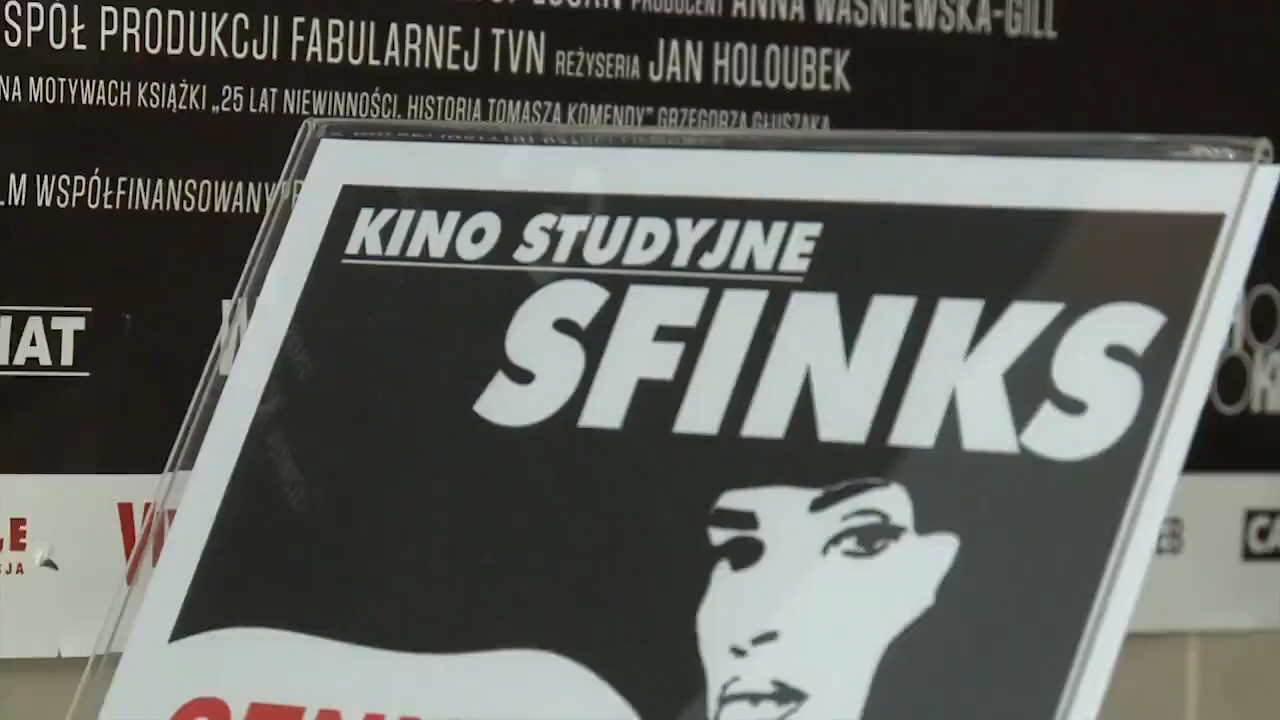 PRODUCENT ANNA WAŚNIEWSKA-GILL
SPÓŁ PRODUKCJI FABULARNEJ TVN REŻYSERIA JAN HOLOUBEK
NA MOTYWACH KSIĄŻKI „25 LAT NIEWINNOŚCI. HISTORIA TOMASZA KOMENDY” GRZEGORZA GŁUSZAKA
LM WSPÓŁFINANSOWANY
KINO STUDYJNE
SFINKS